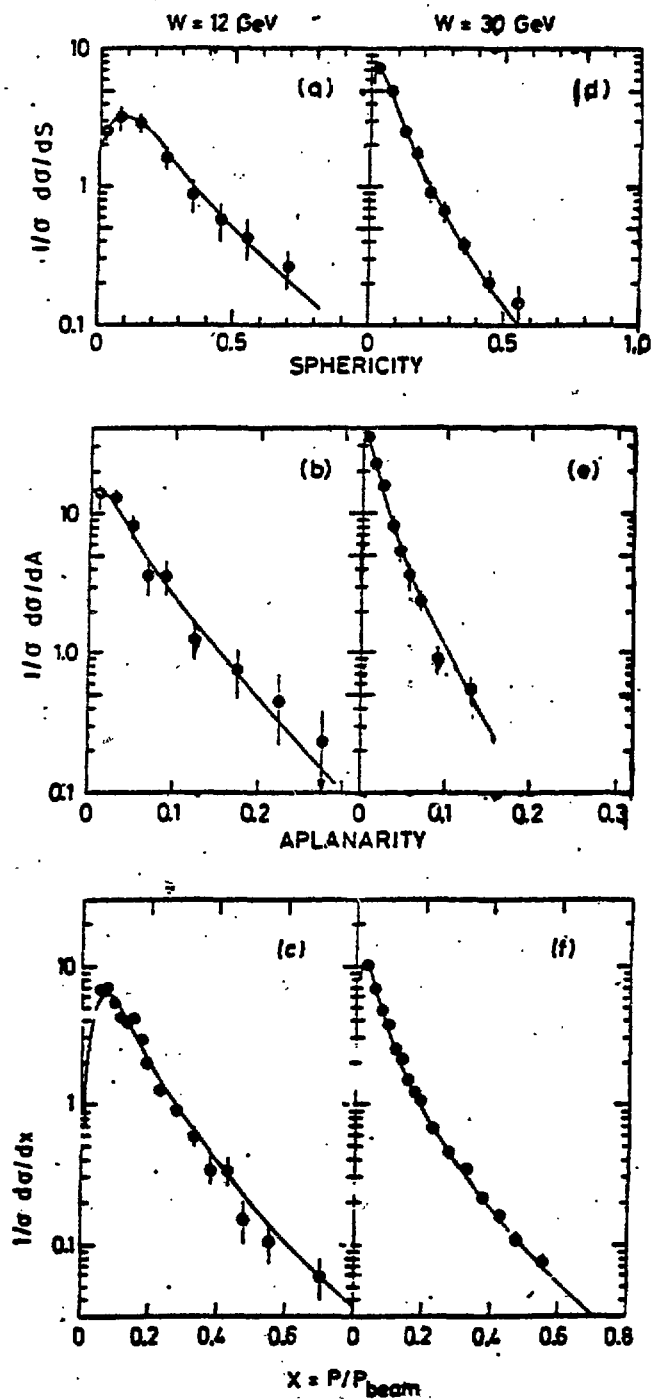 W = 12 GeV W = 30 GeV
10 (a) (d)
1/σ dσ/dS
1
0.1
0 0.5 0 0.5 1.0
SPHERICITY
(b) (e)
10
1/σ dσ/dA
1.0
0.1
0 0.1 0.2 0 0.1 0.2 0.3
APLANARITY
(c) (f)
10
1/σ dσ/dx
1
0.1
0 0.2 0.4 0.6 0 0.2 0.4 0.6 0.8
X = P/Pbeam